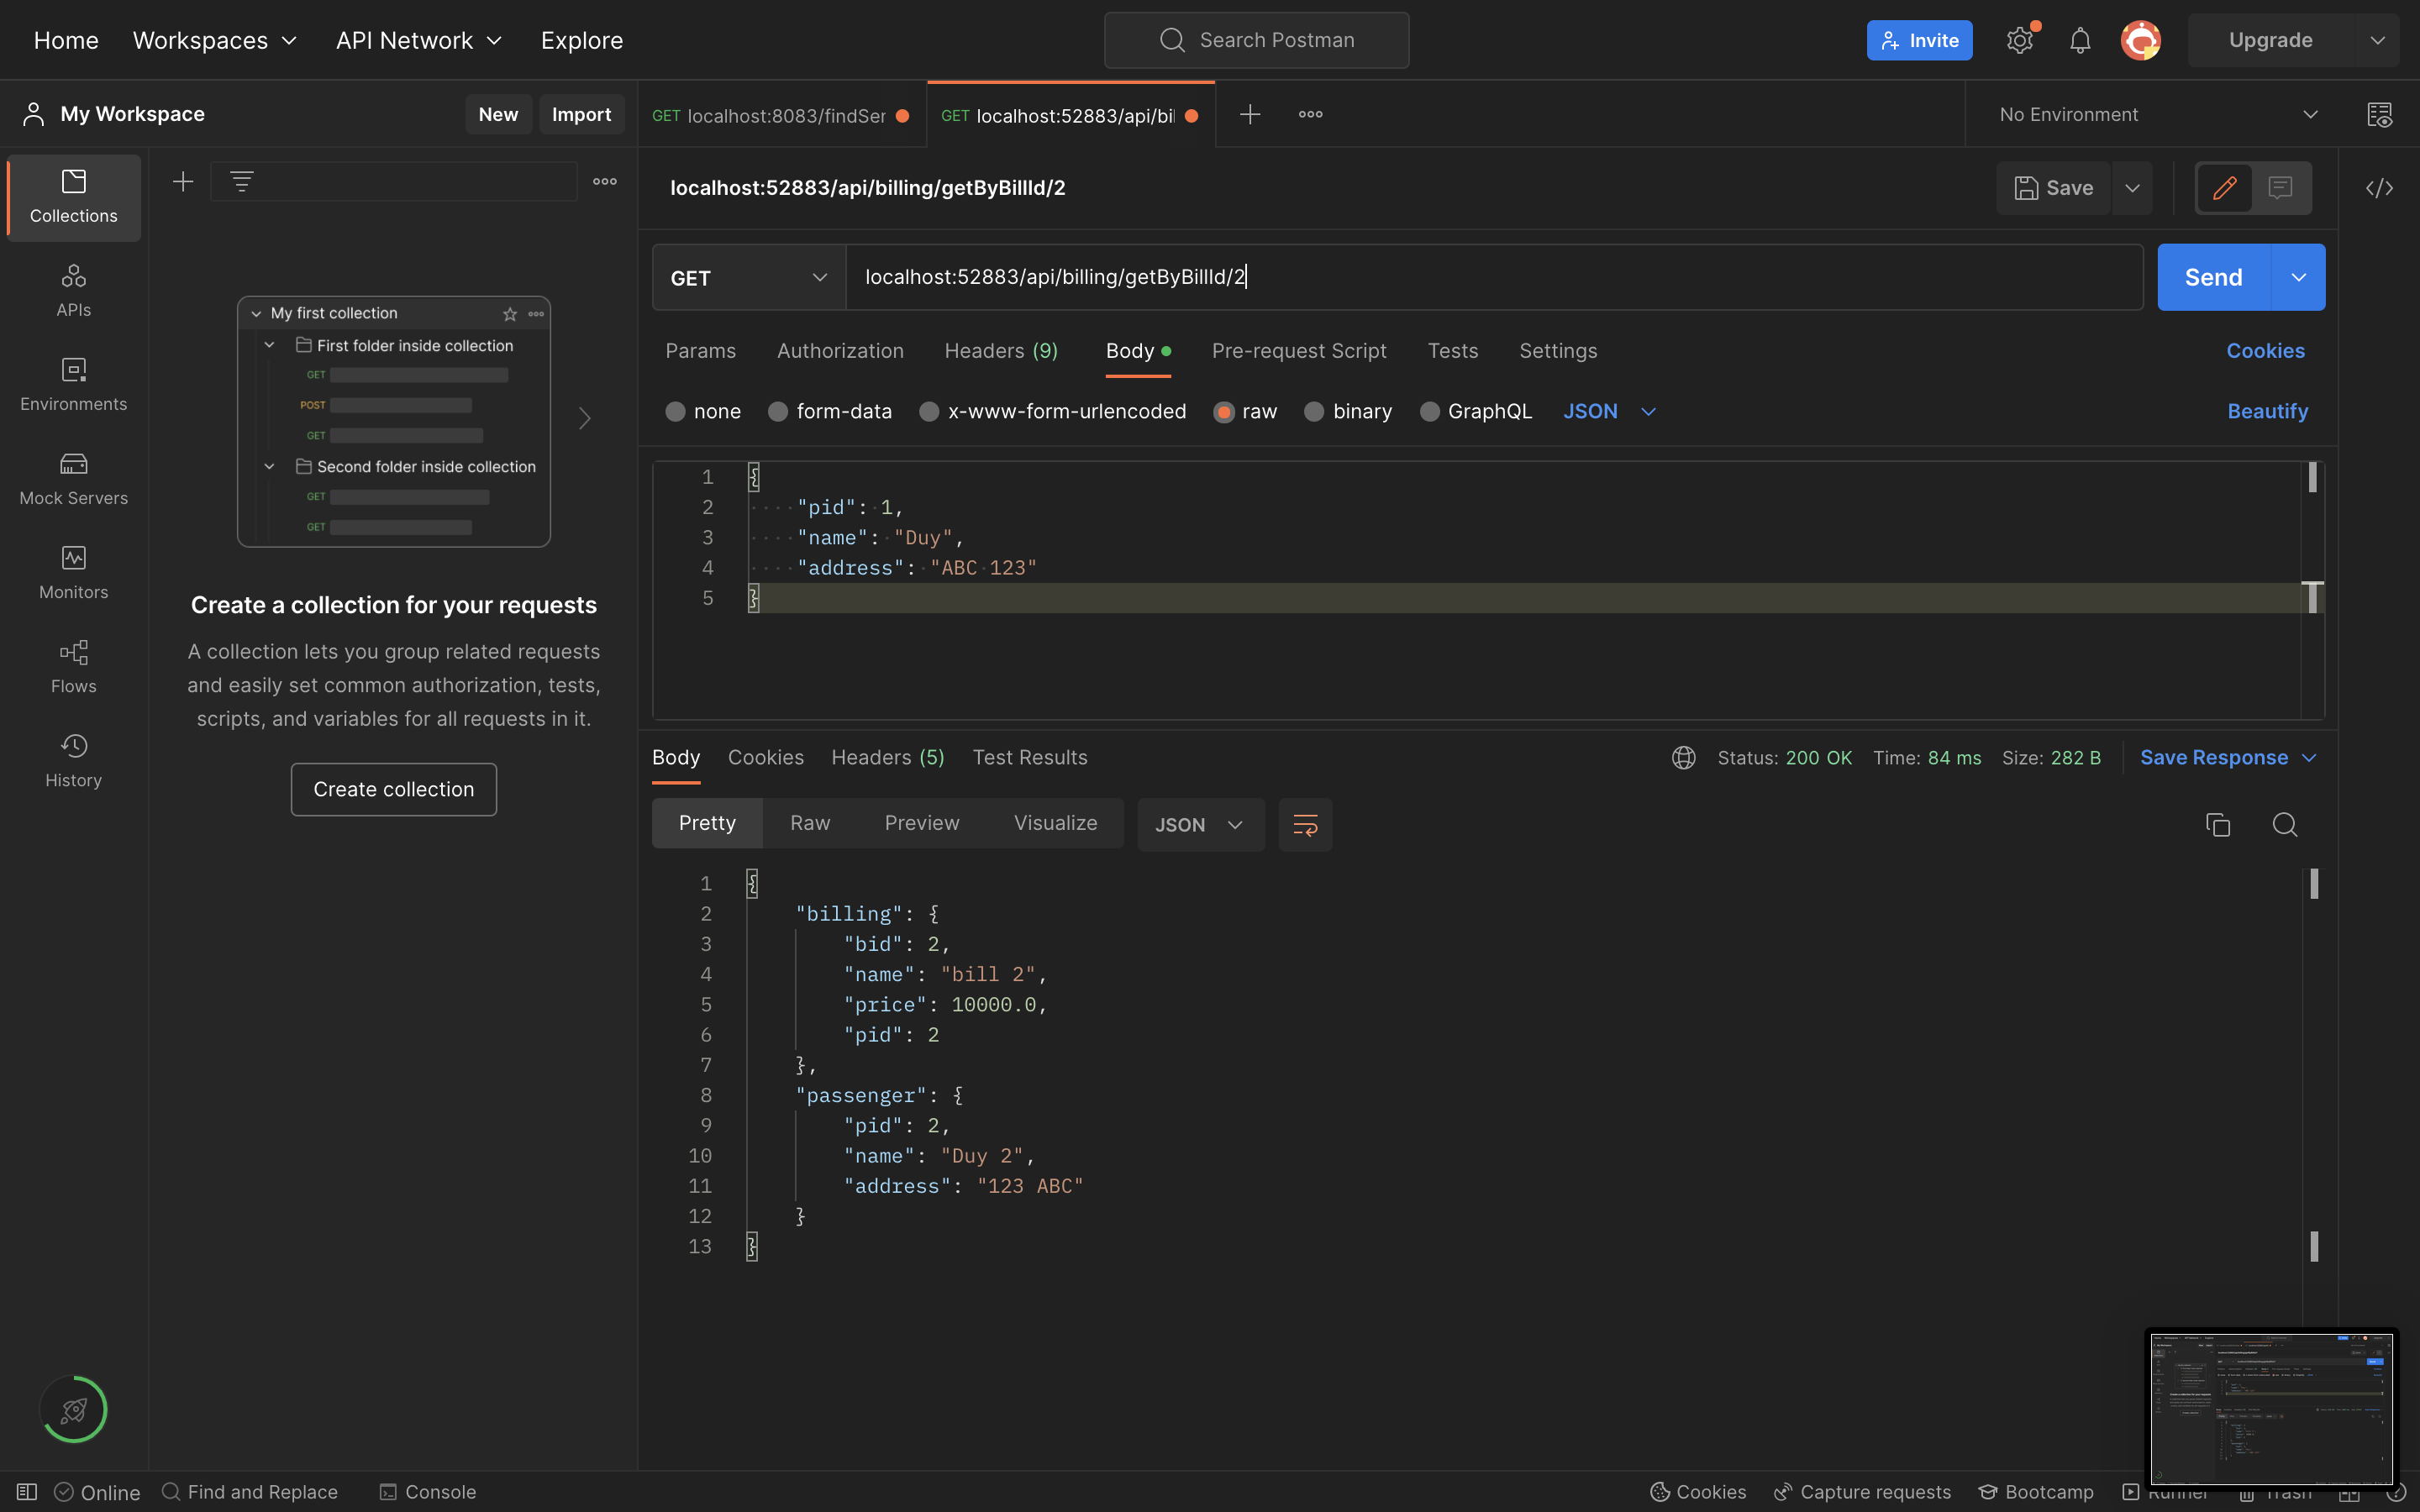 Home Workspaces API Network Explore Search Postman Invite Upgrade
My Workspace New Import GET localhost:8083/findSer GET localhost:52883/api/bil No Environment
Collections
APIs
Environments
Mock Servers
Monitors
Flows
History
My first collection
First folder inside collection
GET
POST
GET
Second folder inside collection
GET
GET
Create a collection for your requests
A collection lets you group related requests
and easily set common authorization, tests,
scripts, and variables for all requests in it.
Create collection
localhost:52883/api/billing/getByBillId/2 Save
GET localhost:52883/api/billing/getByBillId/2 Send
Params Authorization Headers (9) Body Pre-request Script Tests Settings Cookies
none form-data x-www-form-urlencoded raw binary GraphQL JSON Beautify
1 {
2 "pid": 1,
3 "name": "Duy",
4 "address": "ABC 123"
5 }
Body Cookies Headers (5) Test Results Status: 200 OK Time: 84 ms Size: 282 B Save Response
Pretty Raw Preview Visualize JSON
1 {
2 "billing": {
3 "bid": 2,
4 "name": "bill 2",
5 "price": 10000.0,
6 "pid": 2
7 },
8 "passenger": {
9 "pid": 2,
10 "name": "Duy 2",
11 "address": "123 ABC"
12 }
13 }
Online Find and Replace Console Cookies Capture requests Bootcamp Runner Trash